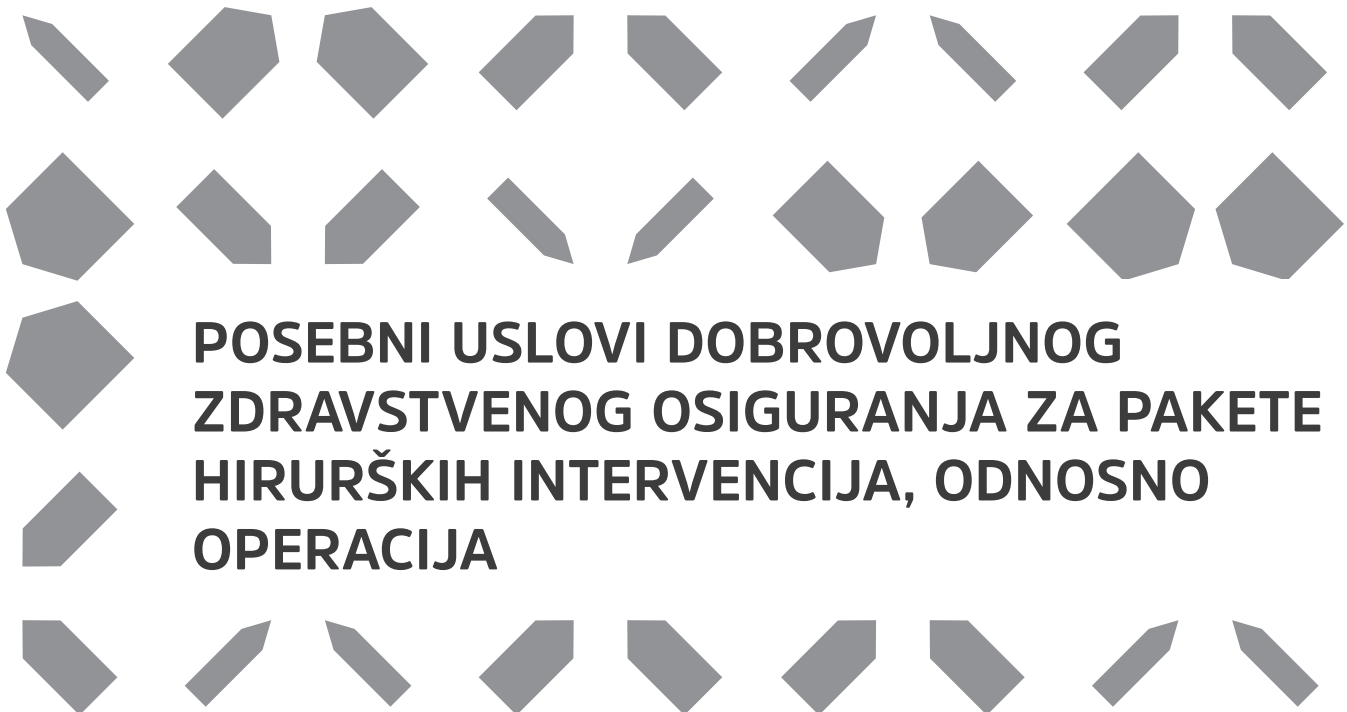 POSEBNI USLOVI DOBROVOLJNOG
ZDRAVSTVENOG OSIGURANJA ZA PAKETE
HIRURŠKIH INTERVENCIJA, ODNOSNO
OPERACIJA